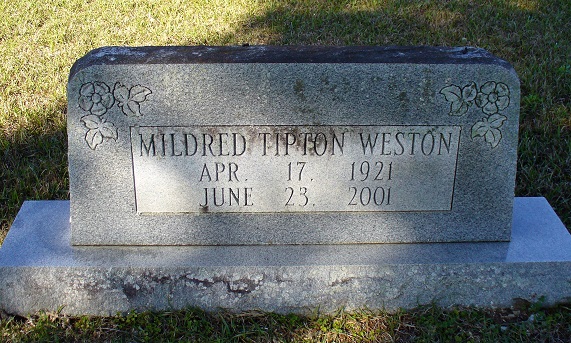 MILDRED TIPTON WESTON
APR. 17. 1921
JUNE 23. 2001